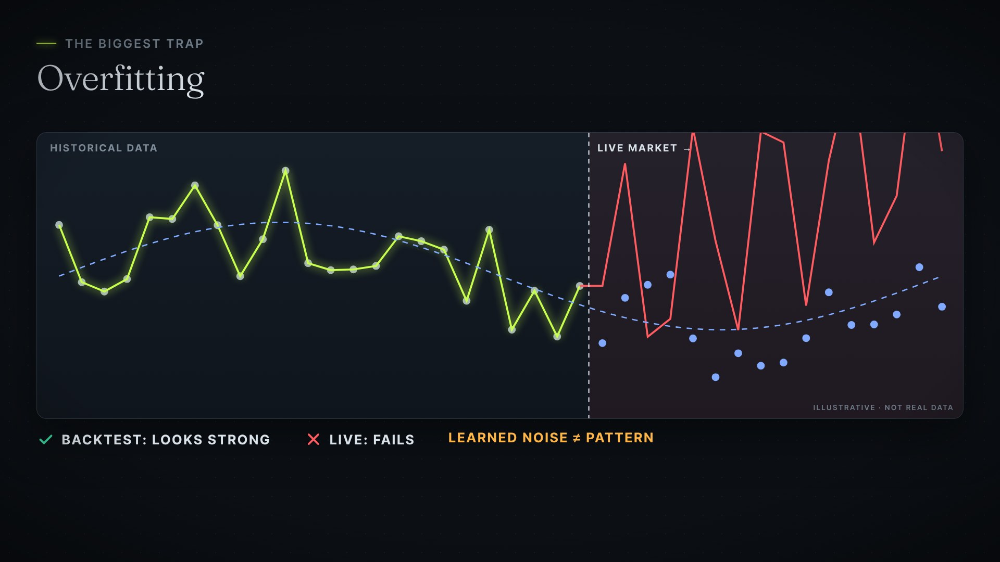 THE BIGGEST TRAP
Overfitting
HISTORICAL DATA
LIVE MARKET →
ILLUSTRATIVE · NOT REAL DATA
BACKTEST: LOOKS STRONG
LIVE: FAILS
LEARNED NOISE ≠ PATTERN